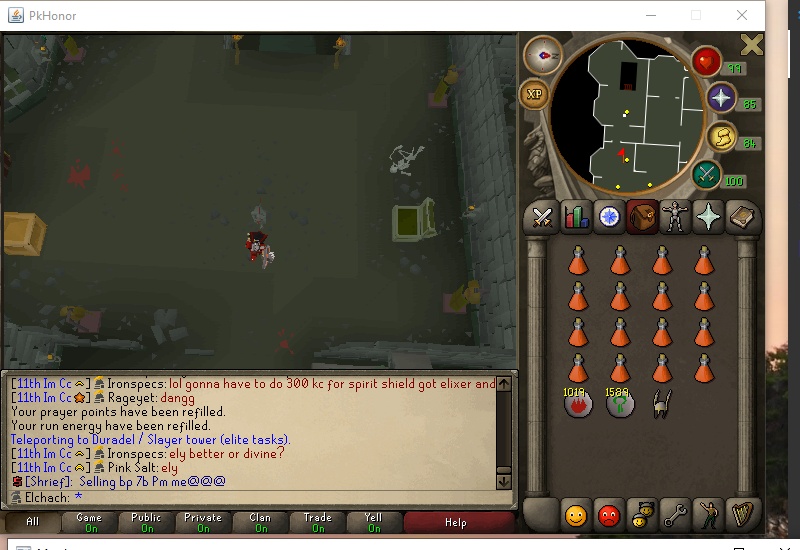 PkHonor
XP
N
99
85
84
100
1019 1589
[11th Im Cc] Ironspecs: lol gonna have to do 300 kc for spirit shield got elixer and
[11th Im Cc] Rageyet: dangg
Your prayer points have been refilled.
Your run energy have been refilled.
Teleporting to Duradel / Slayer tower (elite tasks).
[11th Im Cc] Ironspecs: ely better or divine?
[11th Im Cc] Pink Salt: ely
[Shrief]: Selling bp 7b Pm me@@@
Elchach: *
All Game On Public On Private On Clan On Trade On Yell On Help